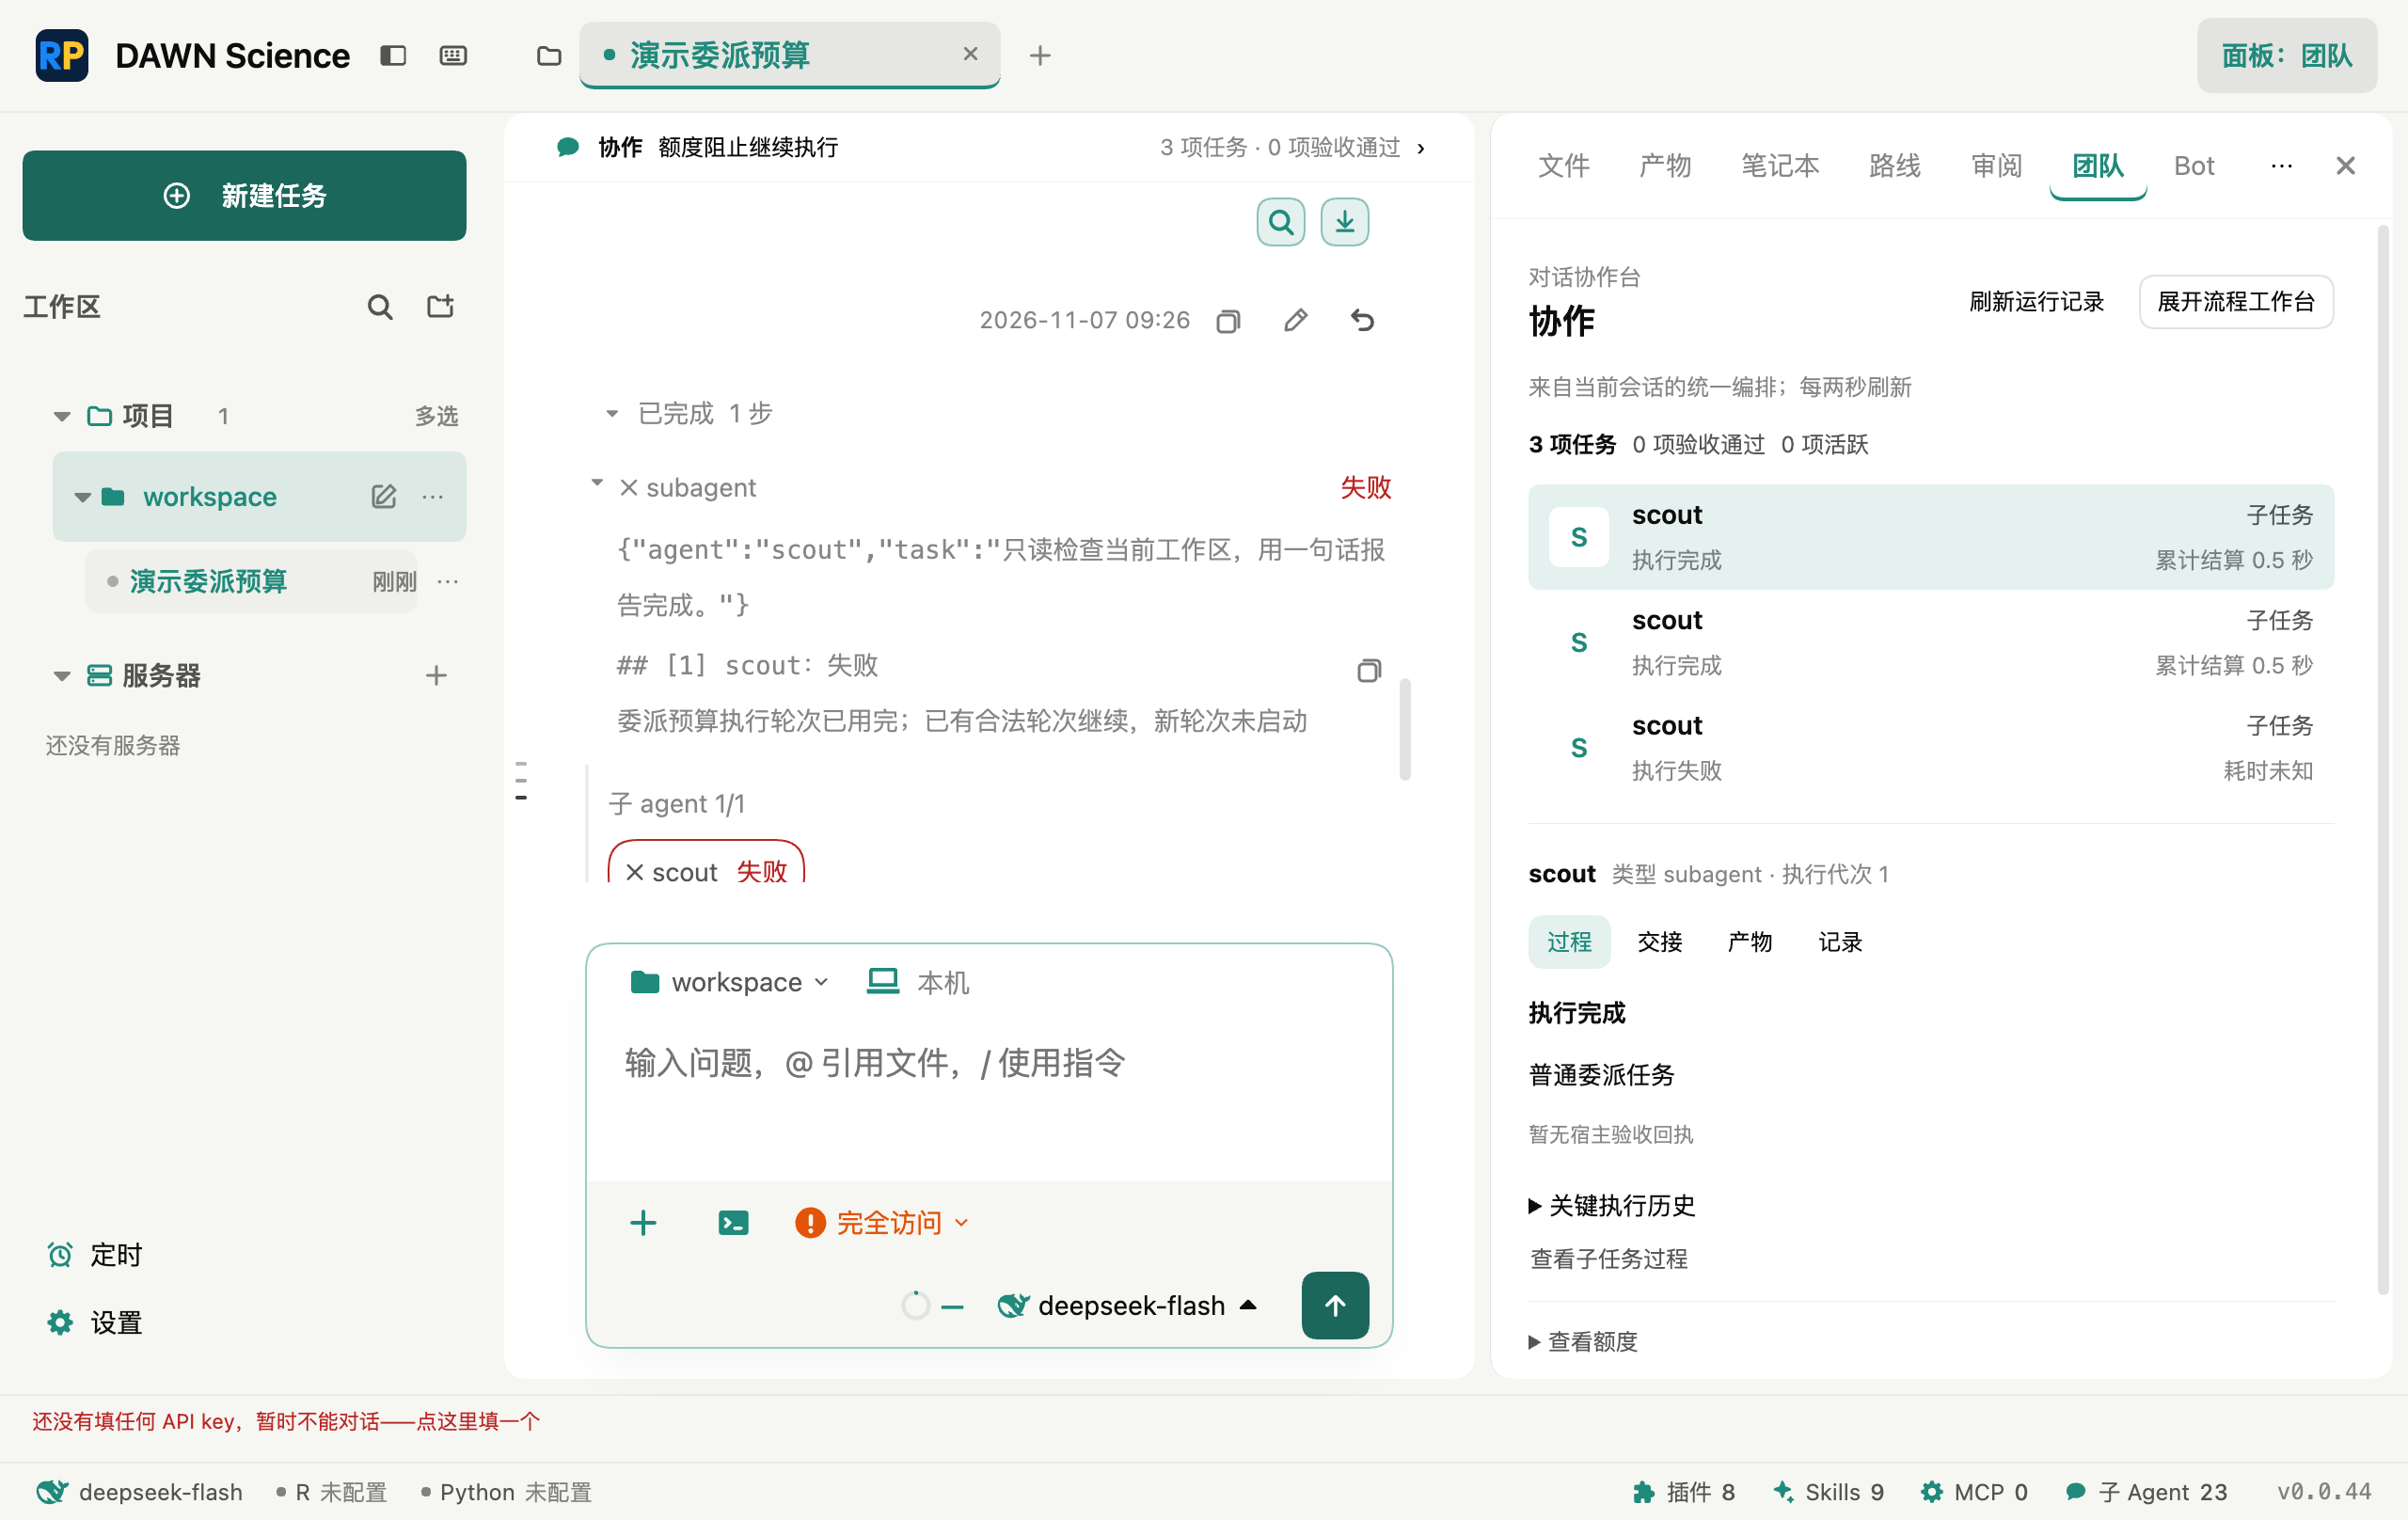 RP DAWN Science
演示委派预算
面板：团队
新建任务
工作区
项目 1 多选
workspace
演示委派预算 刚刚
服务器
还没有服务器
定时
设置
协作 额度阻止继续执行 3 项任务 · 0 项验收通过 ›
2026-11-07 09:26
已完成 1 步
× subagent 失败
{"agent":"scout","task":"只读检查当前工作区，用一句话报
告完成。"}
## [1] scout：失败
委派预算执行轮次已用完；已有合法轮次继续，新轮次未启动
子 agent 1/1
× scout 失败
workspace 本机
输入问题，@ 引用文件，/ 使用指令
完全访问
— deepseek-flash
文件 产物 笔记本 路线 审阅 团队 Bot ···
对话协作台
协作
刷新运行记录 展开流程工作台
来自当前会话的统一编排；每两秒刷新
3 项任务 0 项验收通过 0 项活跃
S scout 子任务
执行完成 累计结算 0.5 秒
S scout 子任务
执行完成 累计结算 0.5 秒
S scout 子任务
执行失败 耗时未知
scout 类型 subagent · 执行代次 1
过程 交接 产物 记录
执行完成
普通委派任务
暂无宿主验收回执
关键执行历史
查看子任务过程
查看额度
还没有填任何 API key，暂时不能对话——点这里填一个
deepseek-flash R 未配置 Python 未配置
插件 8 Skills 9 MCP 0 子 Agent 23 v0.0.44